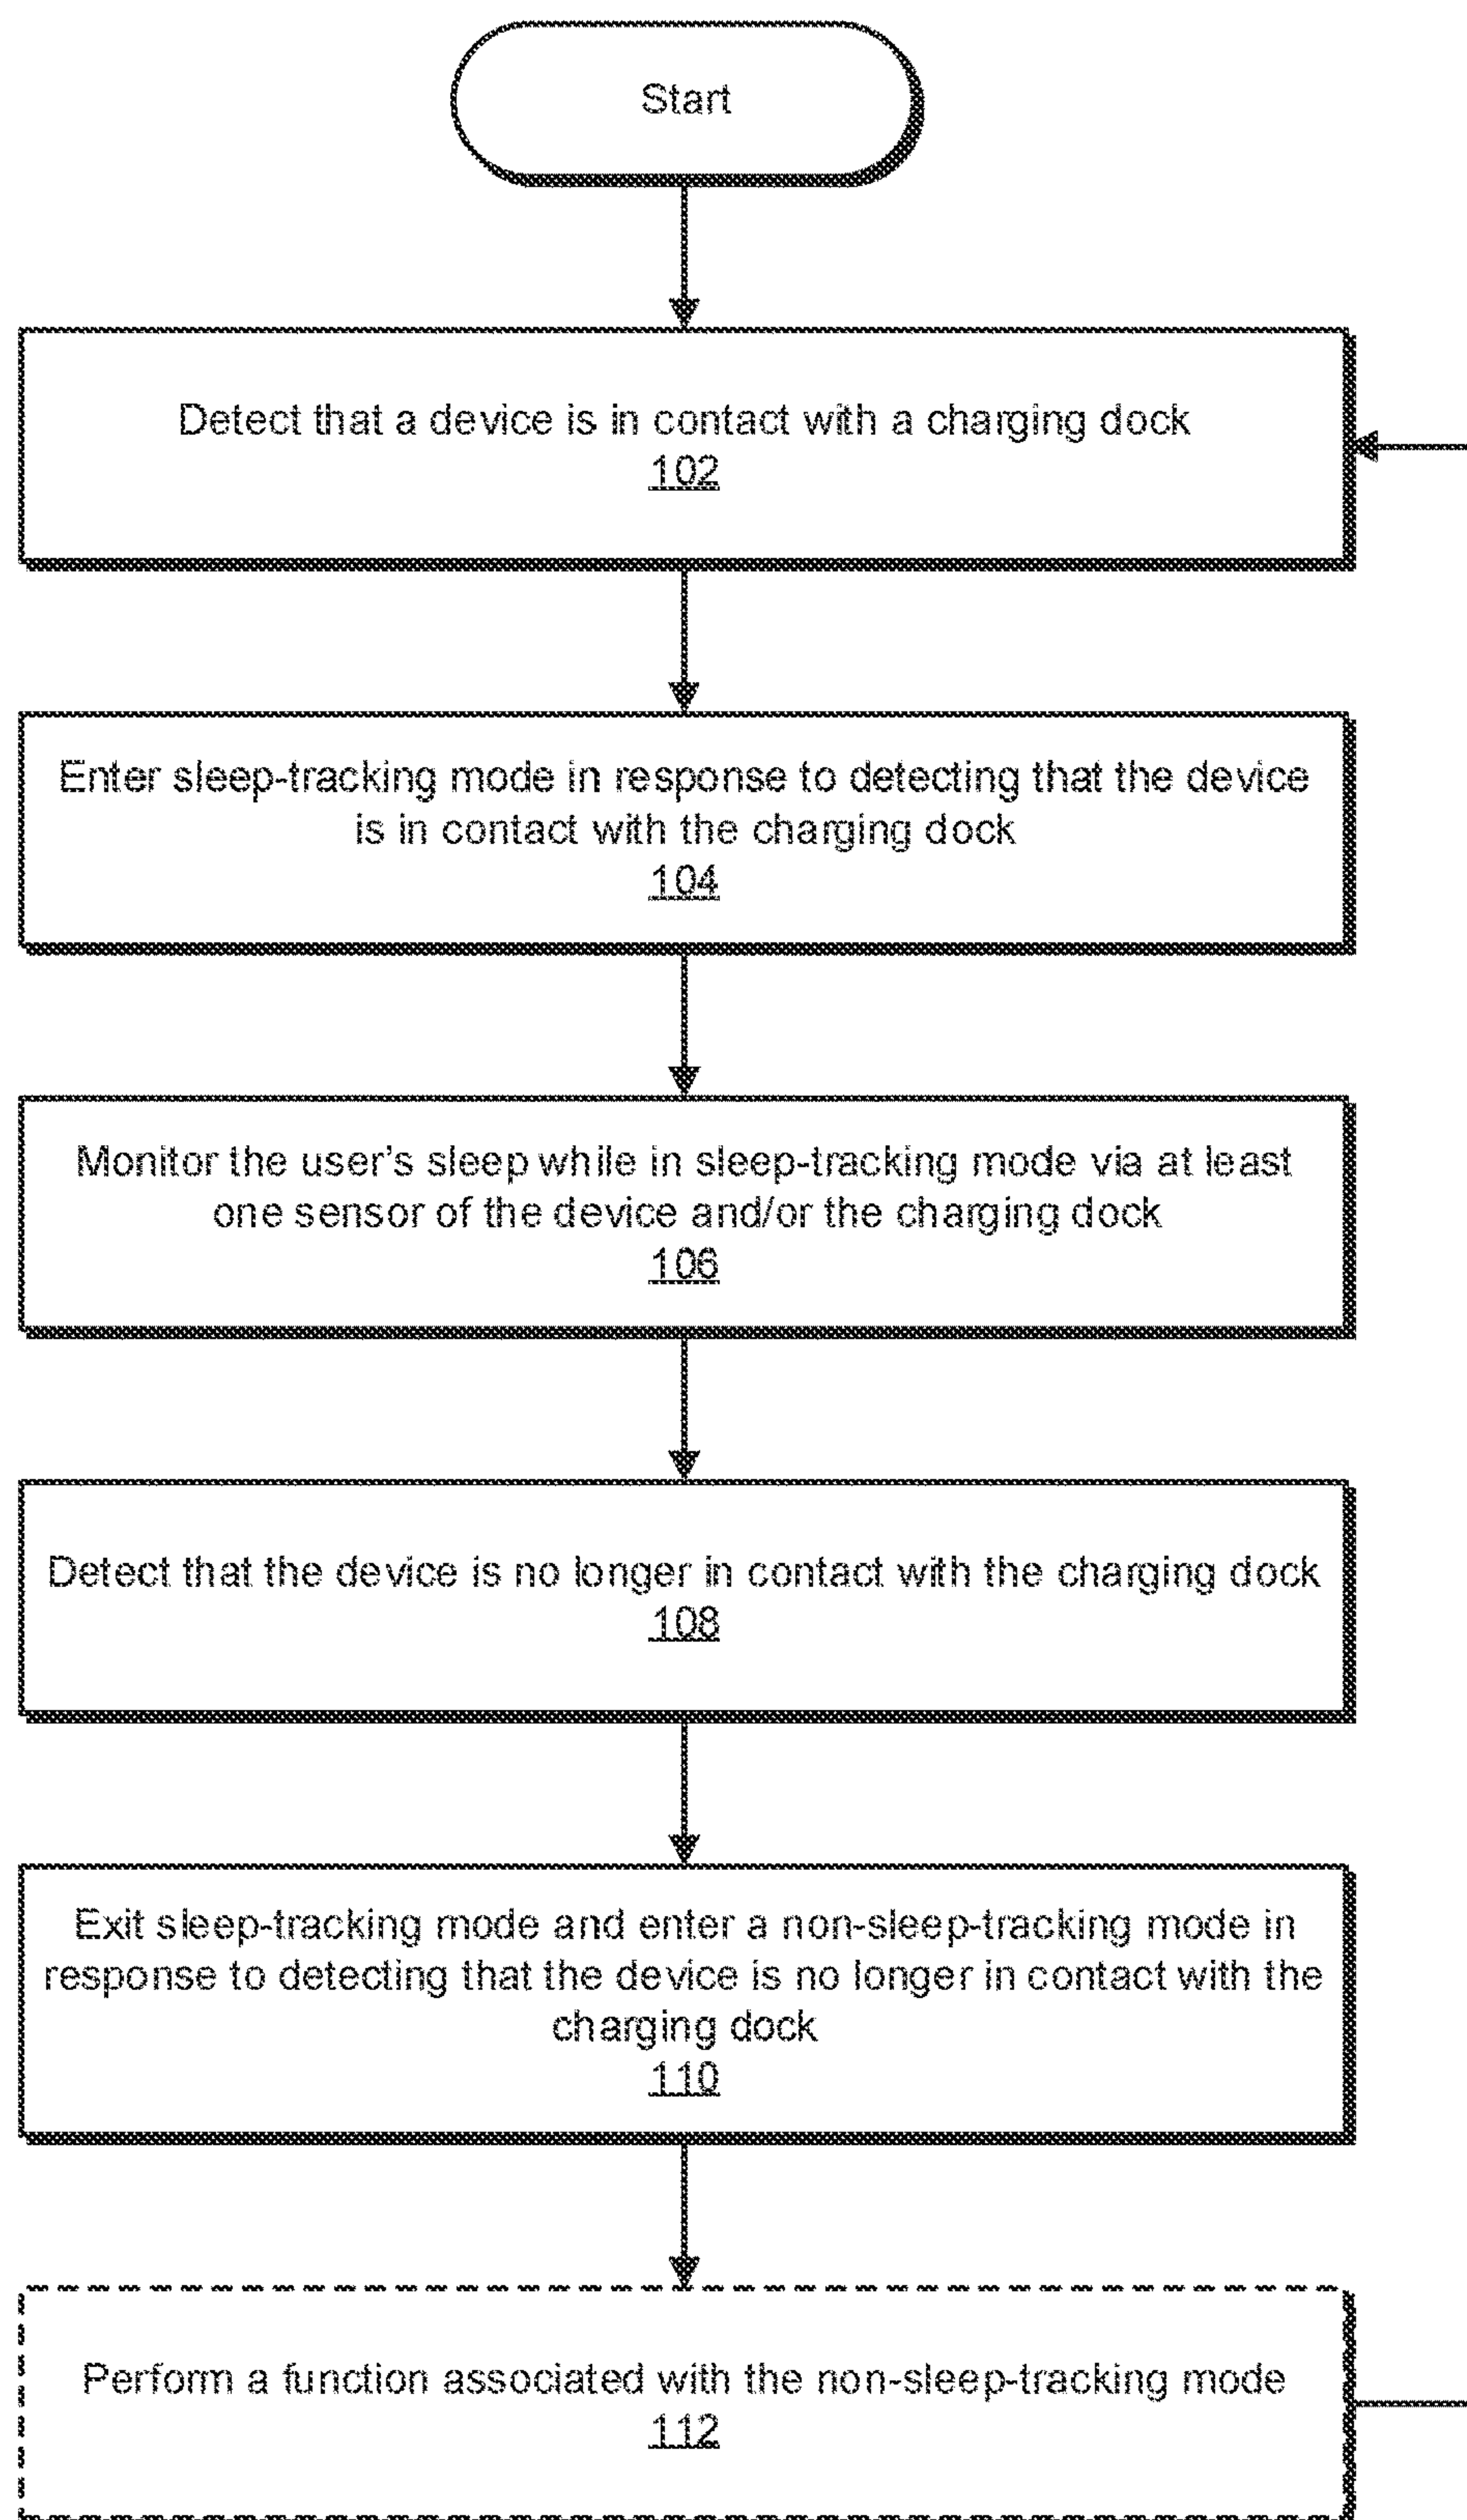 Start
Detect that a device is in contact with a charging dock
102
Enter sleep-tracking mode in response to detecting that the device
is in contact with the charging dock
104
Monitor the user's sleep while in sleep-tracking mode via at least
one sensor of the device and/or the charging dock
106
Detect that the device is no longer in contact with the charging dock
108
Exit sleep-tracking mode and enter a non-sleep-tracking mode in
response to detecting that the device is no longer in contact with the
charging dock
110
Perform a function associated with the non-sleep-tracking mode
112